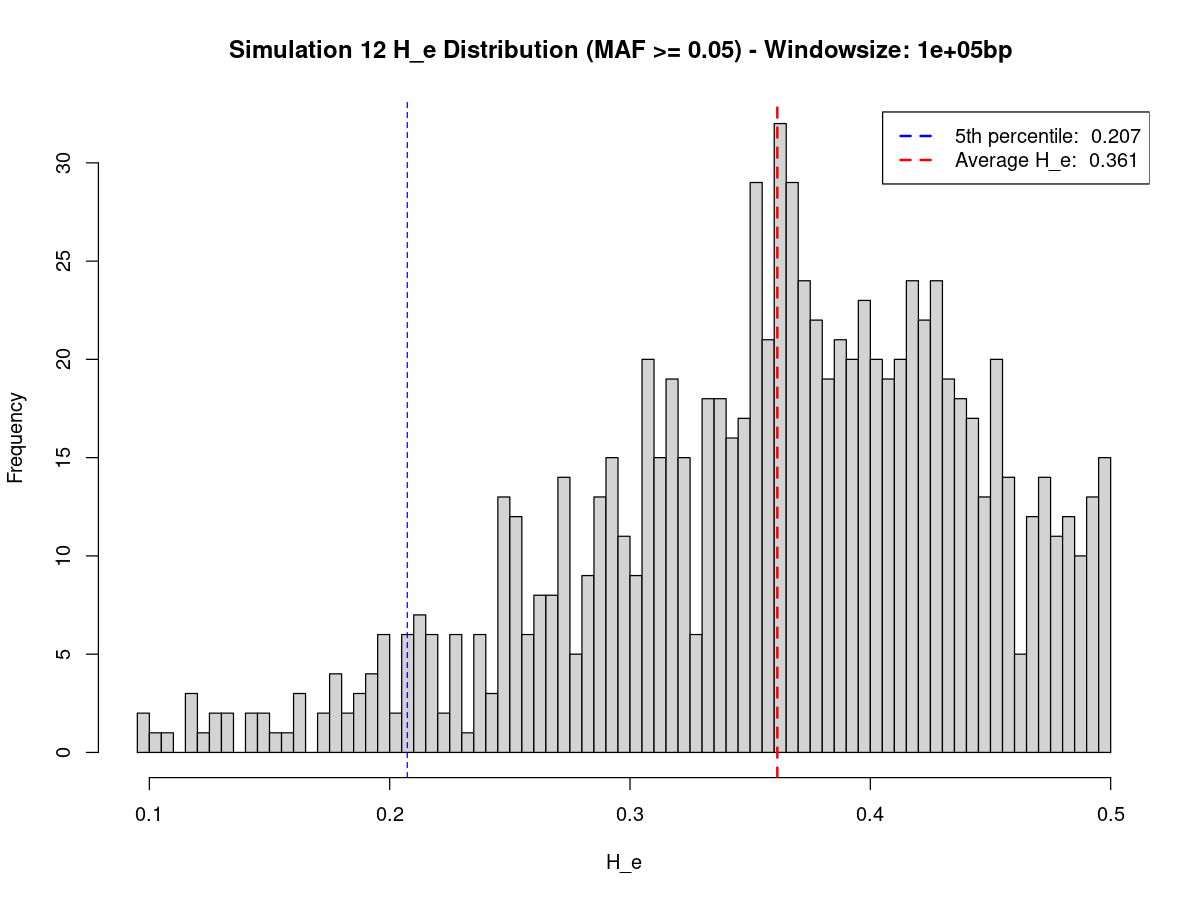 Simulation 12 H_e Distribution (MAF >= 0.05) - Windowsize: 1e+05bp
5th percentile:  0.207
Average H_e:  0.361
Frequency
30
25
20
15
10
5
0
0.1 0.2 0.3 0.4 0.5
H_e